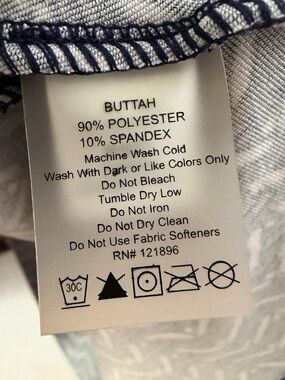 BUTTAH
90% POLYESTER
10% SPANDEX
Machine Wash Cold
Wash With Dark or Like Colors Only
Do Not Bleach
Tumble Dry Low
Do Not Iron
Do Not Dry Clean
Do Not Use Fabric Softeners
RN# 121896
30C